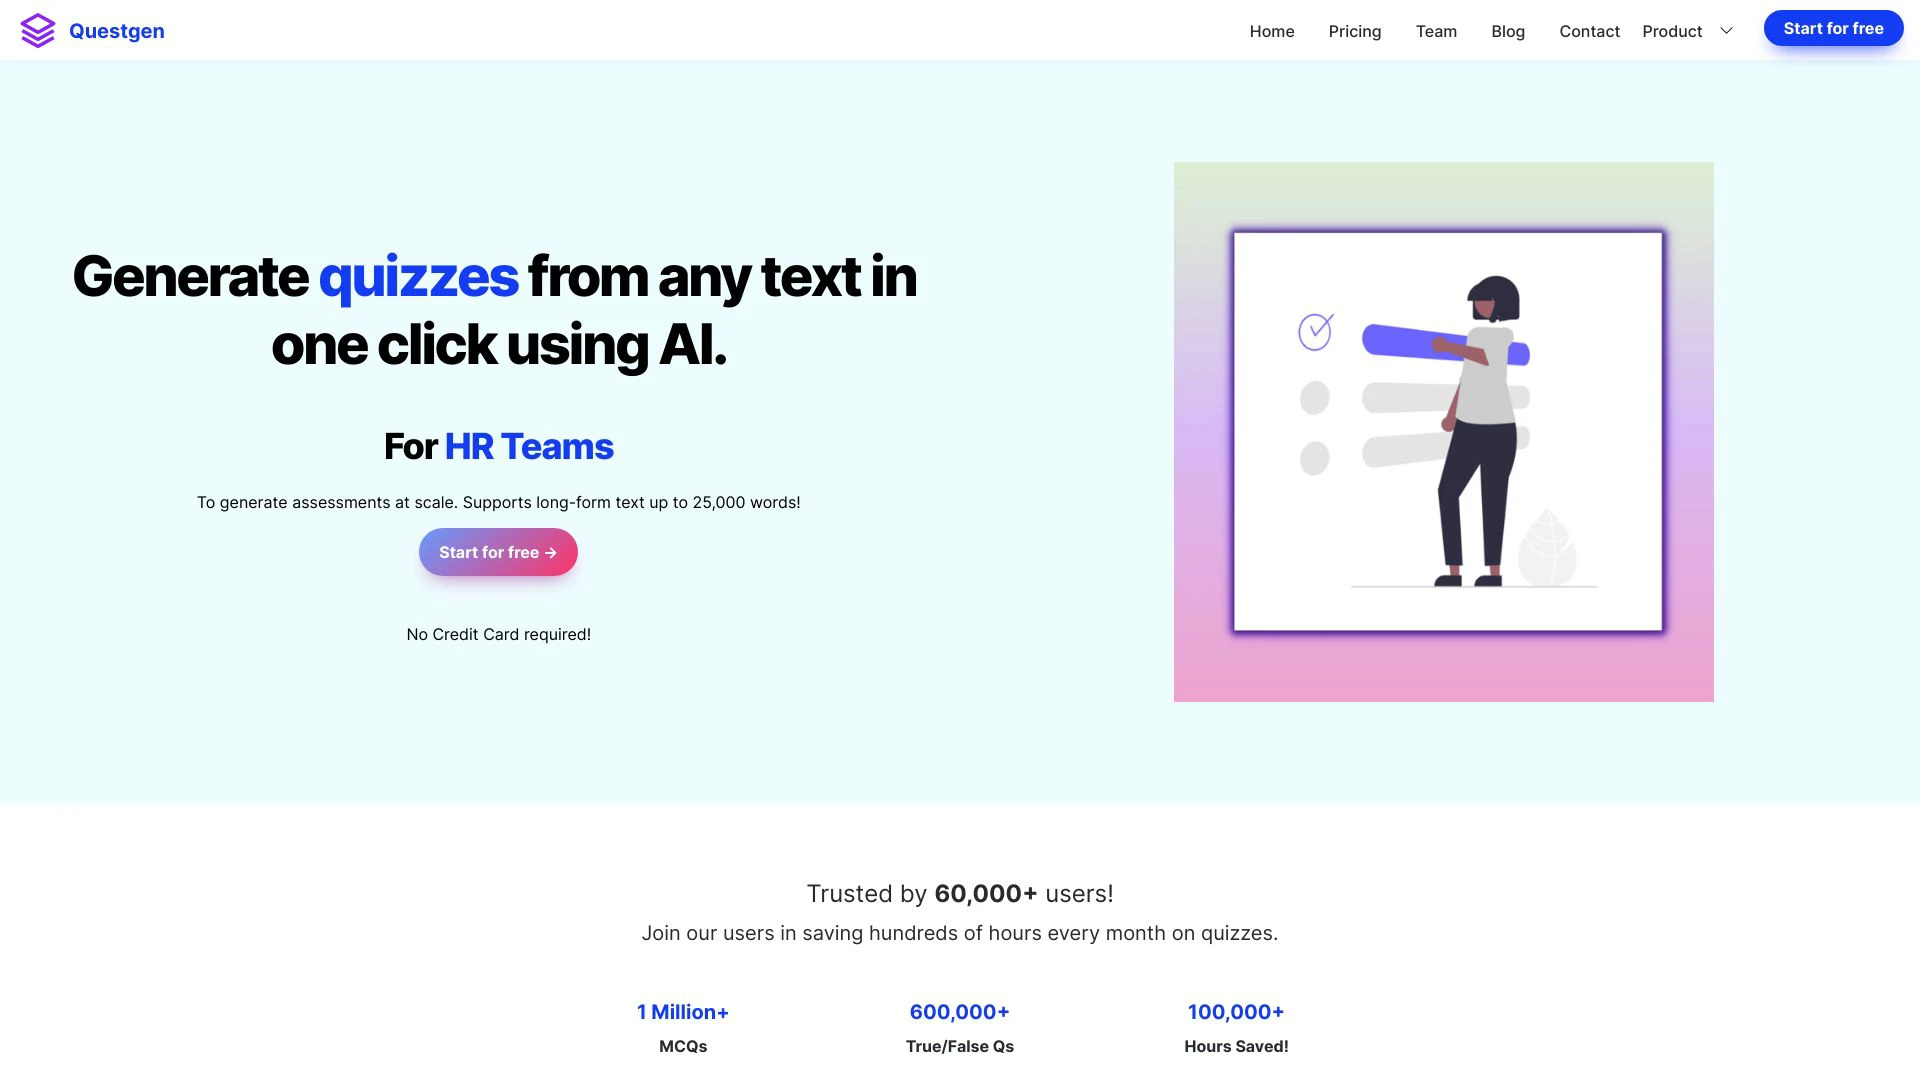 Questgen
Home
Pricing
Team
Blog
Contact
Product
Start for free
Generate quizzes from any text in
one click using AI.
For HR Teams
To generate assessments at scale. Supports long-form text up to 25,000 words!
Start for free →
No Credit Card required!
Trusted by 60,000+ users!
Join our users in saving hundreds of hours every month on quizzes.
1 Million+
MCQs
600,000+
True/False Qs
100,000+
Hours Saved!